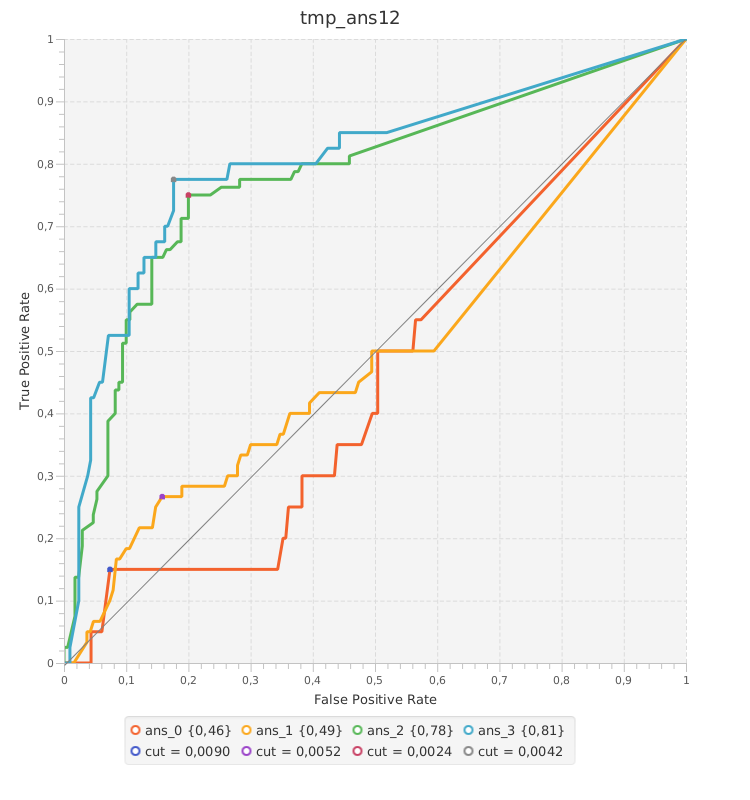 tmp_ans12
1
0,9
0,8
0,7
0,6
0,5
0,4
0,3
0,2
0,1
0
True Positive Rate
0 0,1 0,2 0,3 0,4 0,5 0,6 0,7 0,8 0,9 1
False Positive Rate
ans_0 {0,46} ans_1 {0,49} ans_2 {0,78} ans_3 {0,81}
cut = 0,0090 cut = 0,0052 cut = 0,0024 cut = 0,0042